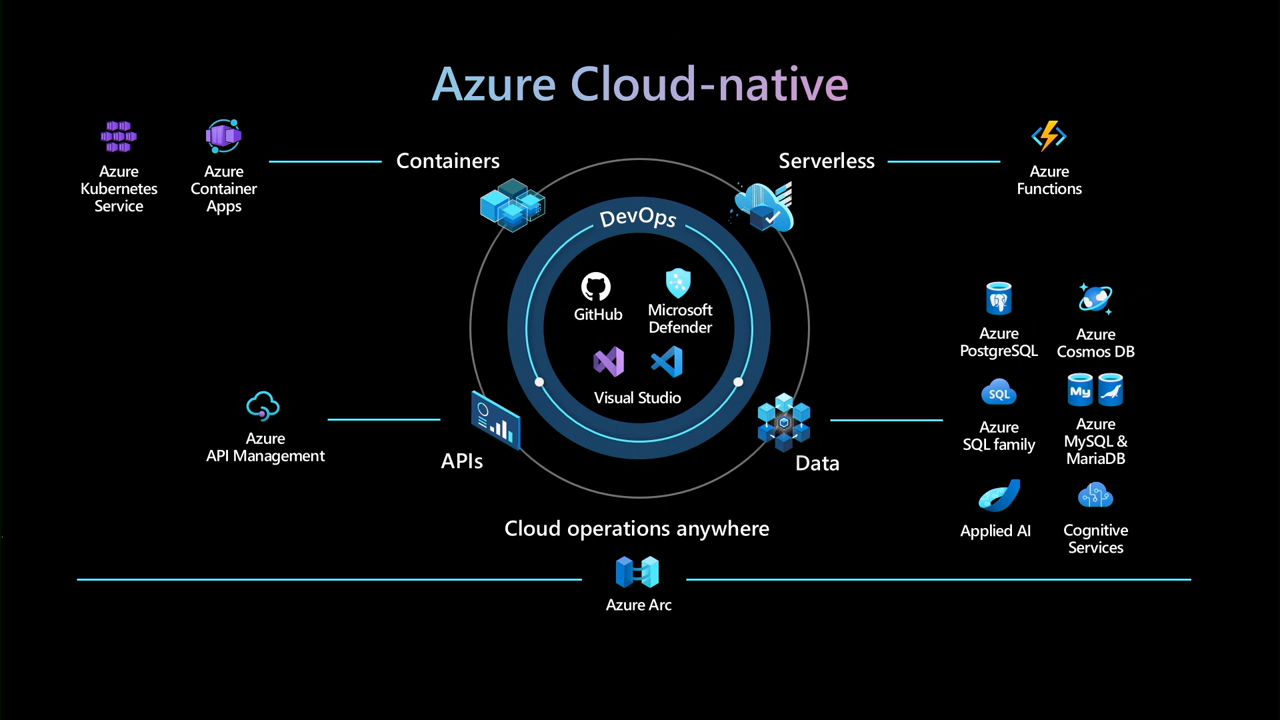 Azure Cloud-native
Azure
Kubernetes
Service
Azure
Container
Apps
Containers
Serverless
Azure
Functions
DevOps
GitHub
Microsoft
Defender
Visual Studio
Azure
PostgreSQL
Azure
Cosmos DB
SQL
Azure
SQL family
My
Azure
MySQL &
MariaDB
Azure
API Management
APIs
Data
Applied AI
Cognitive
Services
Cloud operations anywhere
Azure Arc